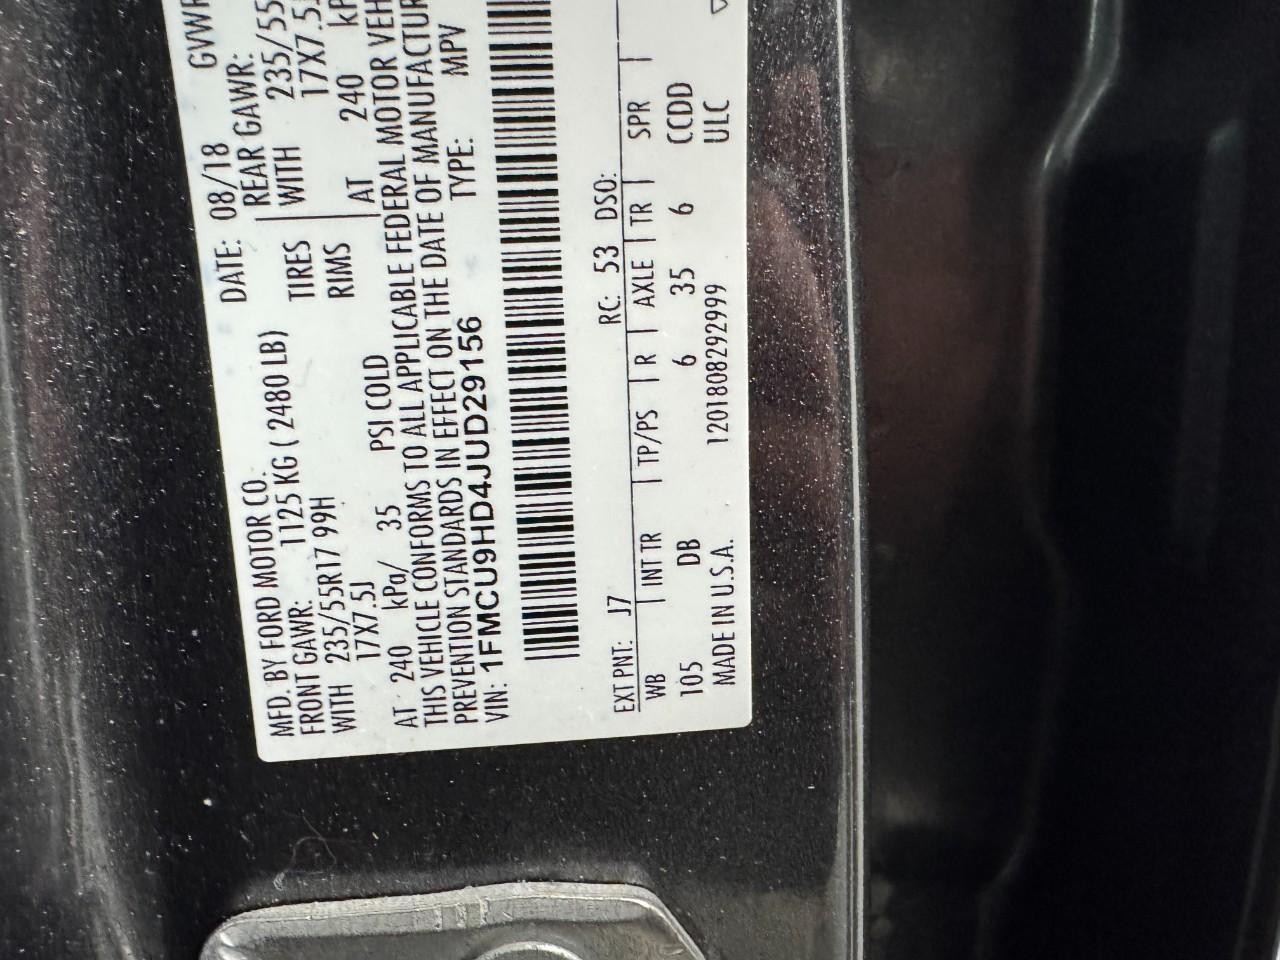 MFD. BY FORD MOTOR CO.
DATE: 08/18
GVWR
FRONT GAWR: 1125 KG ( 2480 LB)
REAR GAWR:
WITH 235/55R17 99H
TIRES
WITH 235/55
17X7.5J
RIMS
17X7.5J
AT 240 kPa/ 35 PSI COLD
AT 240
THIS VEHICLE CONFORMS TO ALL APPLICABLE FEDERAL MOTOR VEH
PREVENTION STANDARDS IN EFFECT ON THE DATE OF MANUFACTUR
VIN: 1FMCU9HD4JUD29156
TYPE: MPV
EXT PNT: J7
RC: 53 DSO:
WB | INT TR | TP/PS | R | AXLE | TR | SPR |
105 DB 6 35 6 CCDD
MADE IN U.S.A. 120180829299​9 ULC